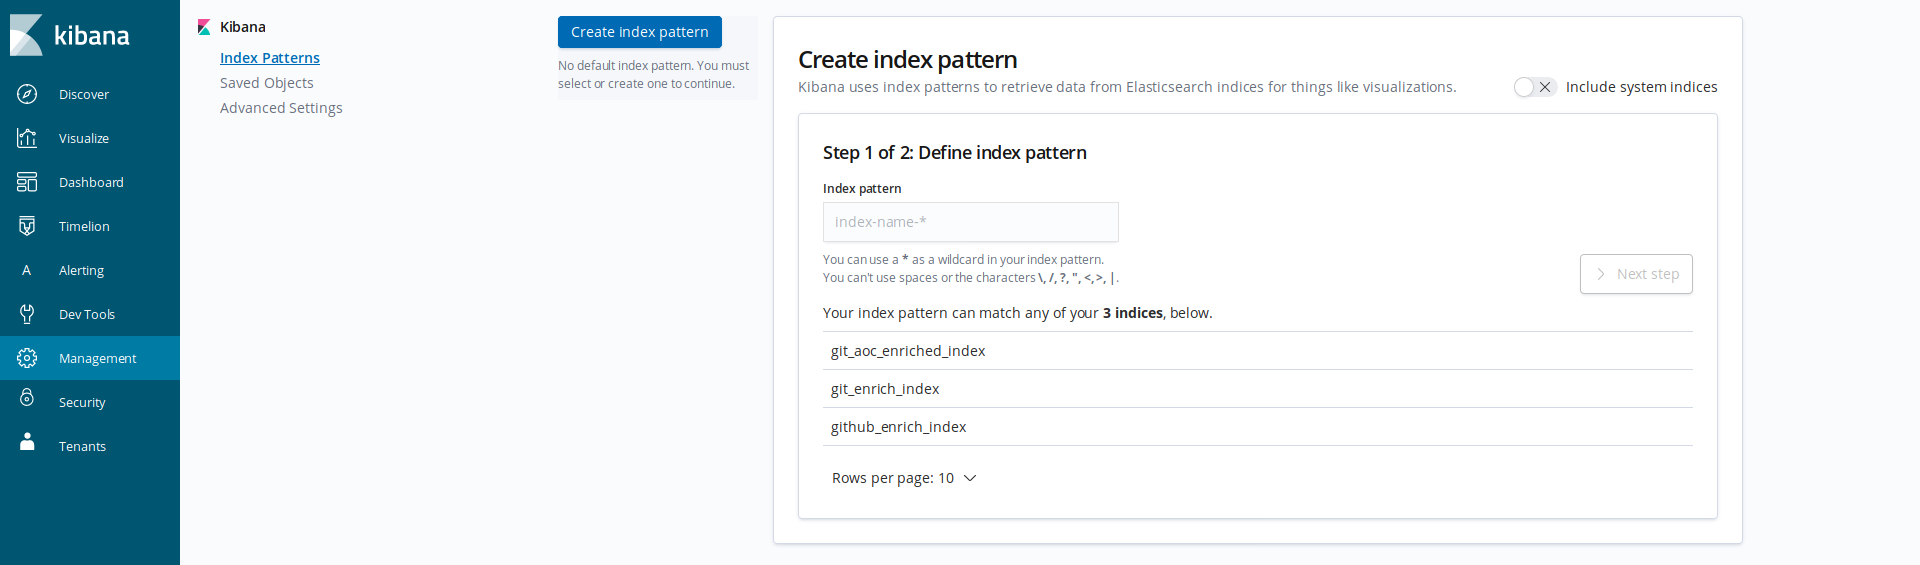 kibana
Discover
Visualize
Dashboard
Timelion
A Alerting
Dev Tools
Management
Security
Tenants
Kibana
Index Patterns
Saved Objects
Advanced Settings
Create index pattern
No default index pattern. You must
select or create one to continue.
Create index pattern
Kibana uses index patterns to retrieve data from Elasticsearch indices for things like visualizations.
Include system indices
Step 1 of 2: Define index pattern
Index pattern
index-name-*
You can use a * as a wildcard in your index pattern.
You can't use spaces or the characters \, /, ?, ", <, >, |.
Next step
Your index pattern can match any of your 3 indices, below.
git_aoc_enriched_index
git_enrich_index
github_enrich_index
Rows per page: 10